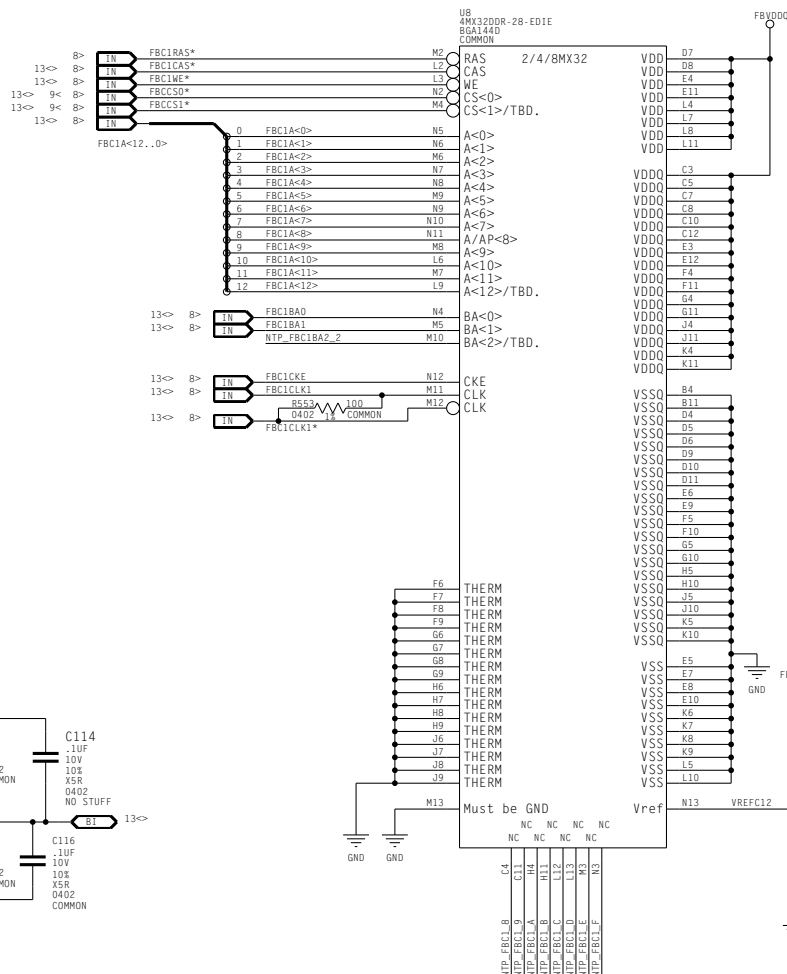 U8
4MX32DDR-28-EDIE
BGA144D
COMMON
FBVDDQ
2/4/8MX32
8> IN FBC1RAS* M2 RAS
13<> 8> IN FBC1CAS* L2 CAS
13<> 8> IN FBC1WE* L3 WE
13<> 9< 8> IN FBCCS0* N2 CS<0>
13<> 9< 8> IN FBCCS1* M4 CS<1>/TBD.
13<> 8> IN
FBC1A<12..0>
0 FBC1A<0> N5 A<0>
1 FBC1A<1> N6 A<1>
2 FBC1A<2> M6 A<2>
3 FBC1A<3> N7 A<3>
4 FBC1A<4> N8 A<4>
5 FBC1A<5> M9 A<5>
6 FBC1A<6> N9 A<6>
7 FBC1A<7> N10 A<7>
8 FBC1A<8> N11 A/AP<8>
9 FBC1A<9> M8 A<9>
10 FBC1A<10> L6 A<10>
11 FBC1A<11> M7 A<11>
12 FBC1A<12> L9 A<12>/TBD.
13<> 8> IN FBC1BA0 N4 BA<0>
13<> 8> IN FBC1BA1 M5 BA<1>
NTP_FBC1BA2_2 M10 BA<2>/TBD.
13<> 8> IN FBC1CKE N12 CKE
13<> 8> IN FBC1CLK1 M11 CLK
R553 100 M12 CLK
0402 1% COMMON
13<> 8> IN FBC1CLK1*
F6 THERM
F7 THERM
F8 THERM
F9 THERM
G6 THERM
G7 THERM
G8 THERM
G9 THERM
H6 THERM
H7 THERM
H8 THERM
H9 THERM
J6 THERM
J7 THERM
J8 THERM
J9 THERM
M13 Must be GND
GND
GND
VDD D7
VDD D8
VDD E4
VDD E11
VDD L4
VDD L7
VDD L8
VDD L11
VDDQ C3
VDDQ C5
VDDQ C7
VDDQ C8
VDDQ C10
VDDQ C12
VDDQ E3
VDDQ E12
VDDQ F4
VDDQ F11
VDDQ G4
VDDQ G11
VDDQ J4
VDDQ J11
VDDQ K4
VDDQ K11
VSSQ B4
VSSQ B11
VSSQ D4
VSSQ D5
VSSQ D6
VSSQ D9
VSSQ D10
VSSQ D11
VSSQ E6
VSSQ E9
VSSQ F5
VSSQ F10
VSSQ G5
VSSQ G10
VSSQ H5
VSSQ H10
VSSQ J5
VSSQ J10
VSSQ K5
VSSQ K10
VSS E5
VSS E7
VSS E8
VSS E10
VSS K6
VSS K7
VSS K8
VSS K9
VSS L5
VSS L10
GND
Vref N13 VREFC12
NC NC NC NC
NC NC NC NC
C4
C11
H4
H11
L12
L13
M3
N3
NTP_FBC1_8
NTP_FBC1_9
NTP_FBC1_A
NTP_FBC1_B
NTP_FBC1_C
NTP_FBC1_D
NTP_FBC1_E
NTP_FBC1_F
C114
.1UF
10V
10%
X5R
0402
NO STUFF
BI 13<>
C116
.1UF
10V
10%
X5R
0402
COMMON